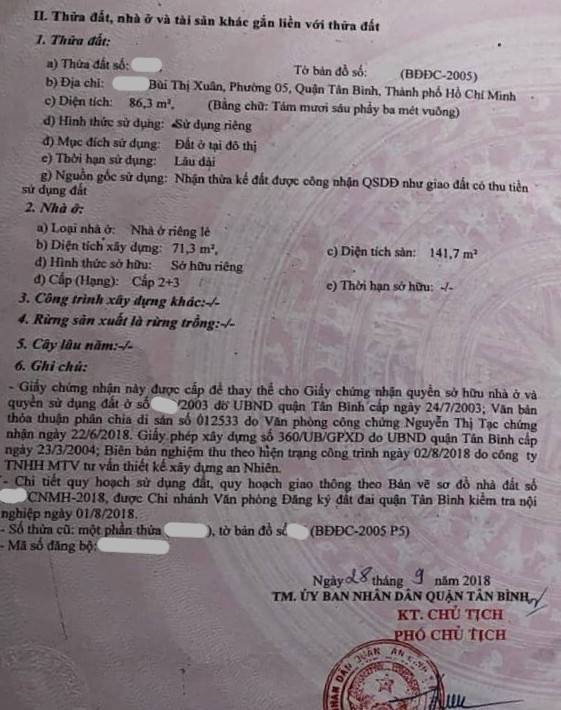 II. Thửa đất, nhà ở và tài sản khác gắn liền với thửa đất
1. Thửa đất:
a) Thửa đất số: , Tờ bản đồ số: (BĐĐC-2005)
b) Địa chỉ: Bùi Thị Xuân, Phường 05, Quận Tân Bình, Thành phố Hồ Chí Minh
c) Diện tích: 86,3 m², (Bằng chữ: Tám mươi sáu phẩy ba mét vuông)
d) Hình thức sử dụng: Sử dụng riêng
đ) Mục đích sử dụng: Đất ở tại đô thị
e) Thời hạn sử dụng: Lâu dài
g) Nguồn gốc sử dụng: Nhận thừa kế đất được công nhận QSDĐ như giao đất có thu tiền
sử dụng đất
2. Nhà ở:
a) Loại nhà ở: Nhà ở riêng lẻ
b) Diện tích xây dựng: 71,3 m², c) Diện tích sàn: 141,7 m²
d) Hình thức sở hữu: Sở hữu riêng
đ) Cấp (Hạng): Cấp 2+3 e) Thời hạn sở hữu: -/-
3. Công trình xây dựng khác:-/-
4. Rừng sản xuất là rừng trồng:-/-
5. Cây lâu năm:-/-
6. Ghi chú:
- Giấy chứng nhận này được cấp để thay thế cho Giấy chứng nhận quyền sở hữu nhà ở và
quyền sử dụng đất ở số /2003 do UBND quận Tân Bình cấp ngày 24/7/2003; Văn bản
thỏa thuận phân chia di sản số 012533 do Văn phòng công chứng Nguyễn Thị Tạc chứng
nhận ngày 22/6/2018. Giấy phép xây dựng số 360/UB/GPXD do UBND quận Tân Bình cấp
ngày 23/3/2004; Biên bản nghiệm thu theo hiện trạng công trình ngày 02/8/2018 do công ty
TNHH MTV tư vấn thiết kế xây dựng an Nhiên.
- Chi tiết quy hoạch sử dụng đất, quy hoạch giao thông theo Bản vẽ sơ đồ nhà đất số
CNMH-2018, được Chi nhánh Văn phòng Đăng ký đất đai quận Tân Bình kiểm tra nội
nghiệp ngày 01/8/2018.
- Số thửa cũ: một phần thửa ), tờ bản đồ số (BĐĐC-2005 P5)
- Mã số đăng bộ:
Ngày 28 tháng 9 năm 2018
TM. ỦY BAN NHÂN DÂN QUẬN TÂN BÌNH
KT. CHỦ TỊCH
PHÓ CHỦ TỊCH